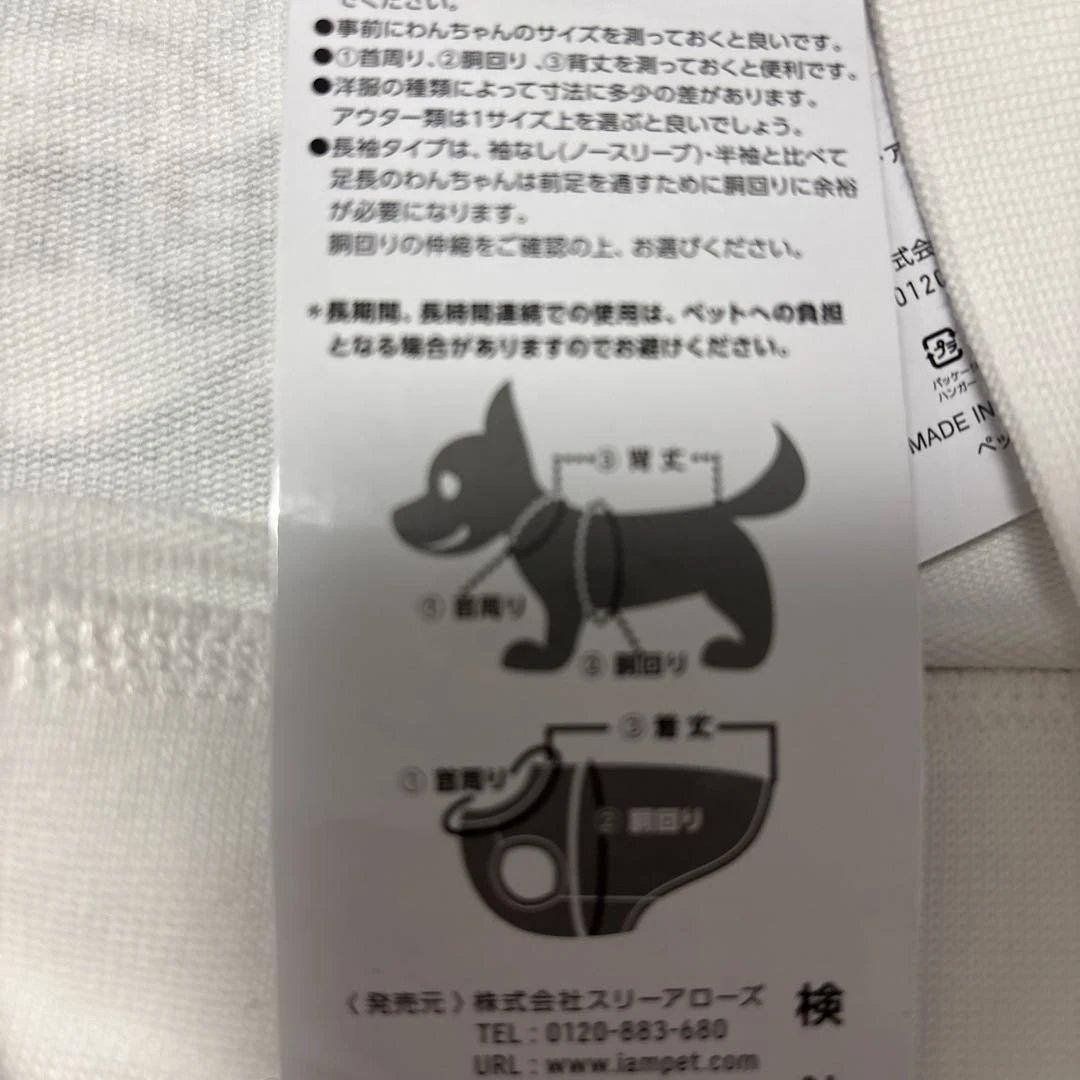 でください。
●事前にわんちゃんのサイズを測っておくと良いです。
●①首周り、②胴回り、③背丈を測っておくと便利です。
●洋服の種類によって寸法に多少の差があります。
アウター類は1サイズ上を選ぶと良いでしょう。
●長袖タイプは、袖なし(ノースリーブ)・半袖と比べて
足長のわんちゃんは前足を通すために胴回りに余裕
が必要になります。
胴回りの伸縮をご確認の上、お選びください。
*長期間、長時間連続での使用は、ペットへの負担
となる場合がありますのでお避けください。
③背丈
①首周り
②胴回り
③着丈
①首周り
②胴回り
〈発売元〉株式会社スリーアローズ
TEL : 0120-883-680
URL : www.iampet.com
検
式会
0120
プラ
パッケージ
ハンガー
MADE IN
ペッ